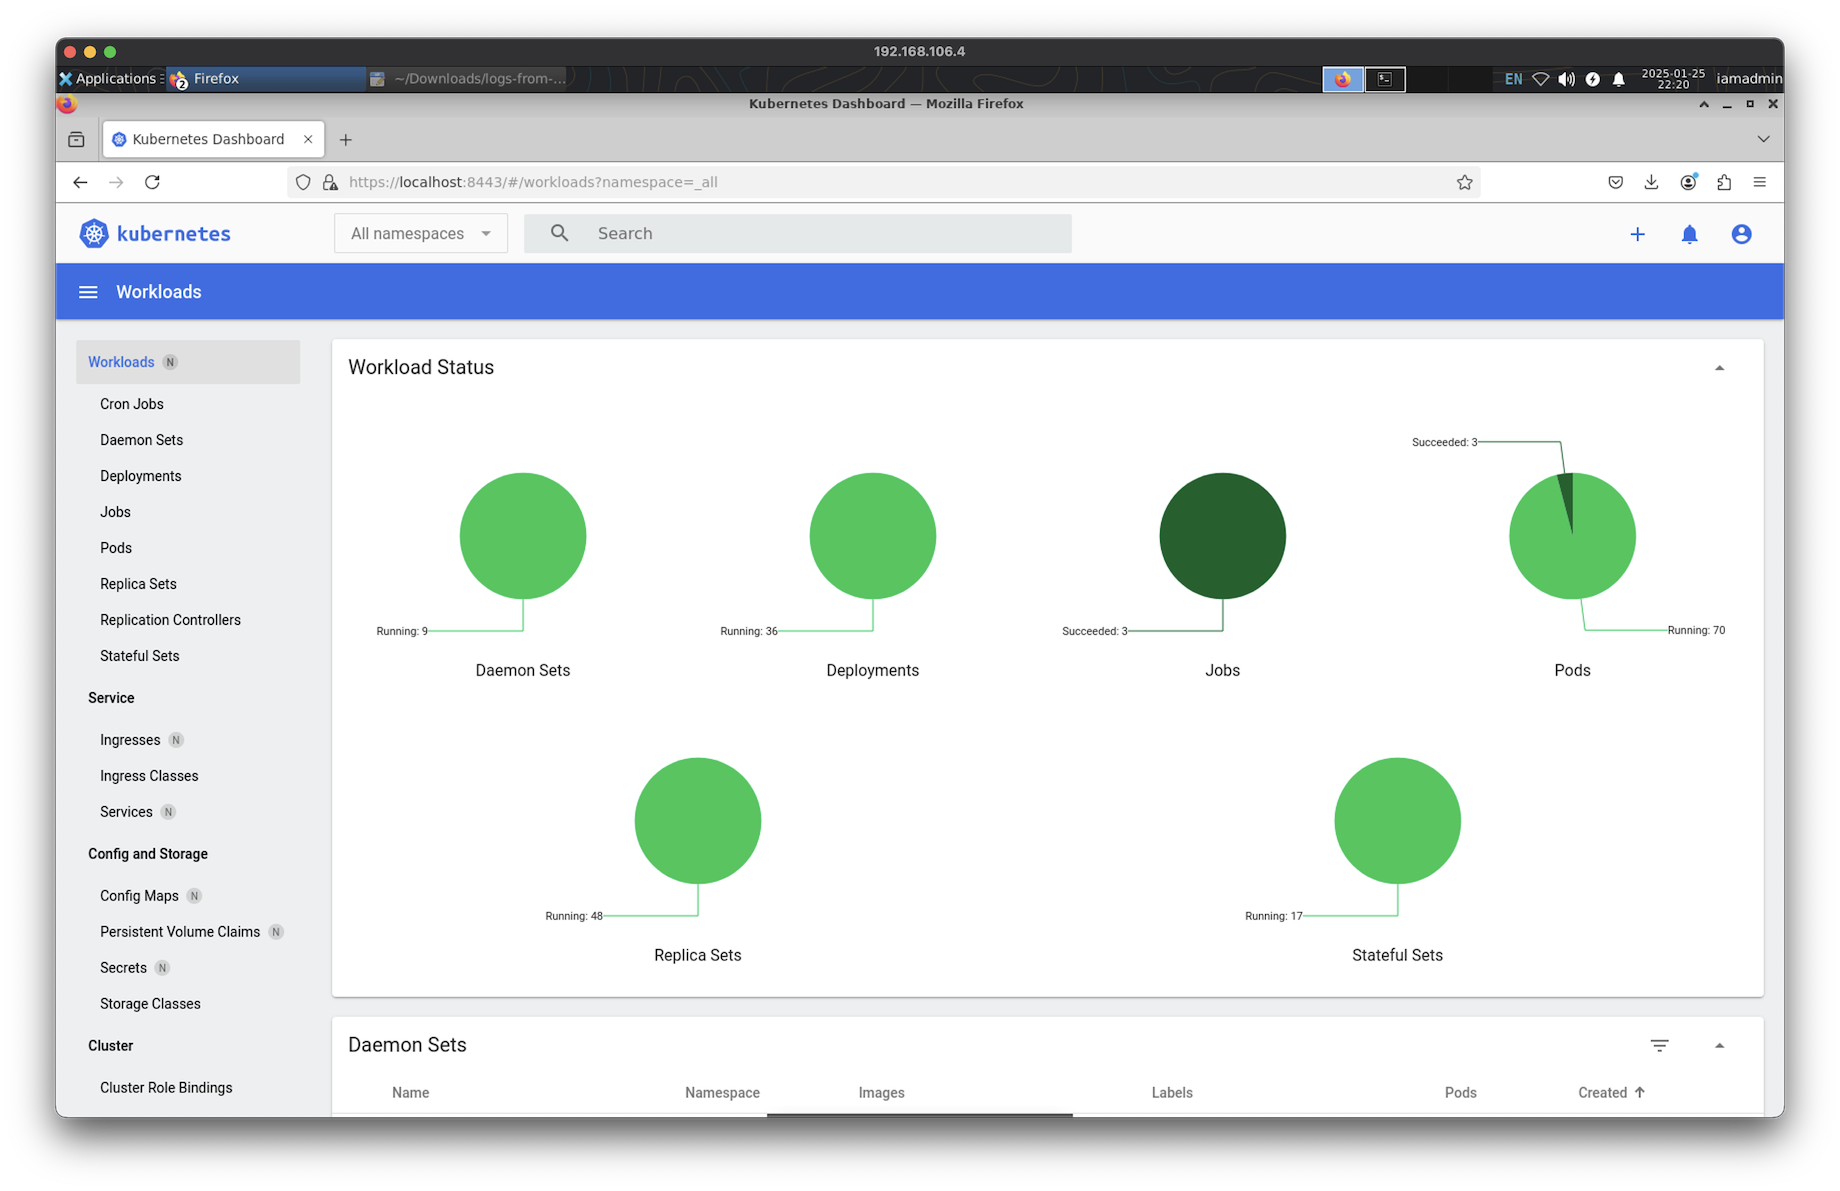 192.168.106.4
Applications
2
Firefox
~/Downloads/logs-from-...
EN
2025-01-25
22:20
iamadmin
Kubernetes Dashboard — Mozilla Firefox
Kubernetes Dashboard
https://localhost:8443/#/workloads?namespace=_all
kubernetes
All namespaces
Search
Workloads
Workloads N
Cron Jobs
Daemon Sets
Deployments
Jobs
Pods
Replica Sets
Replication Controllers
Stateful Sets
Service
Ingresses N
Ingress Classes
Services N
Config and Storage
Config Maps N
Persistent Volume Claims N
Secrets N
Storage Classes
Cluster
Cluster Role Bindings
Workload Status
Running: 9
Daemon Sets
Running: 36
Deployments
Succeeded: 3
Jobs
Succeeded: 3
Running: 70
Pods
Running: 48
Replica Sets
Running: 17
Stateful Sets
Daemon Sets
Name Namespace Images Labels Pods Created